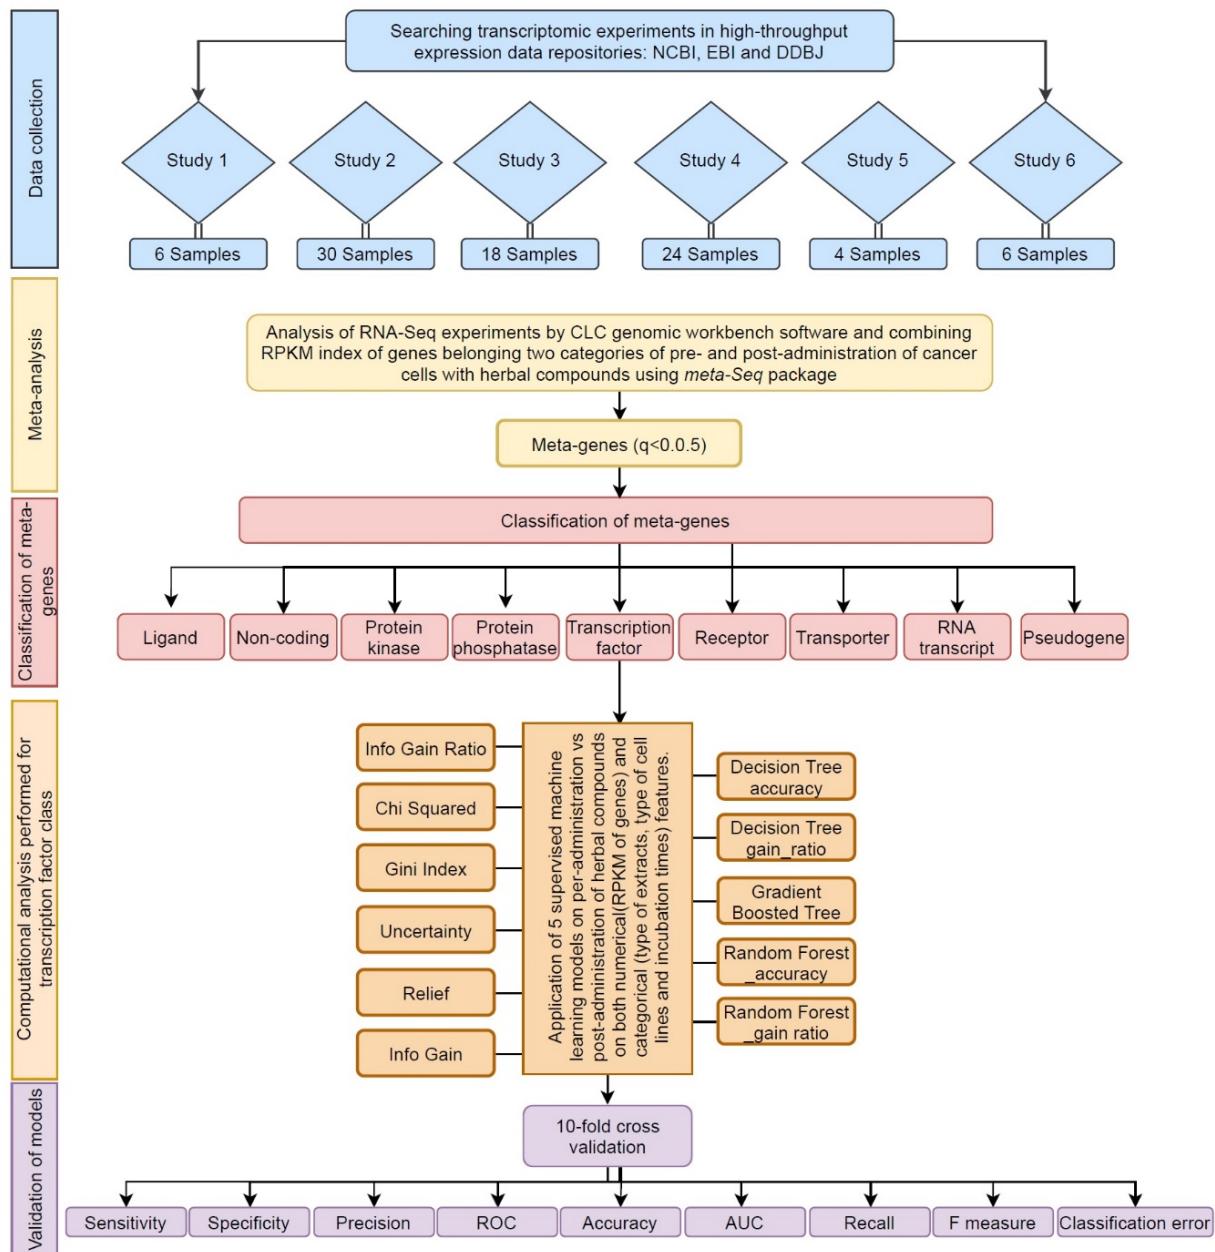 Data collection
Searching transcriptomic experiments in high-throughput
expression data repositories: NCBI, EBI and DDBJ
Study 1
Study 2
Study 3
Study 4
Study 5
Study 6
6 Samples
30 Samples
18 Samples
24 Samples
4 Samples
6 Samples
Meta-analysis
Analysis of RNA-Seq experiments by CLC genomic workbench software and combining
RPKM index of genes belonging two categories of pre- and post-administration of cancer
cells with herbal compounds using meta-Seq package
Meta-genes (q<0.0.5)
Classification of meta-
genes
Classification of meta-genes
Ligand
Non-coding
Protein
kinase
Protein
phosphatase
Transcription
factor
Receptor
Transporter
RNA
transcript
Pseudogene
Computational analysis performed for
transcription factor class
Info Gain Ratio
Chi Squared
Gini Index
Uncertainty
Relief
Info Gain
Application of 5 supervised machine
learning models on per-administration vs
post-administration of herbal compounds
on both numerical(RPKM of genes) and
categorical (type of extracts, type of cell
lines and incubation times) features.
Decision Tree
accuracy
Decision Tree
gain_ratio
Gradient
Boosted Tree
Random Forest
_accuracy
Random Forest
_gain ratio
Validation of models
10-fold cross
validation
Sensitivity
Specificity
Precision
ROC
Accuracy
AUC
Recall
F measure
Classification error